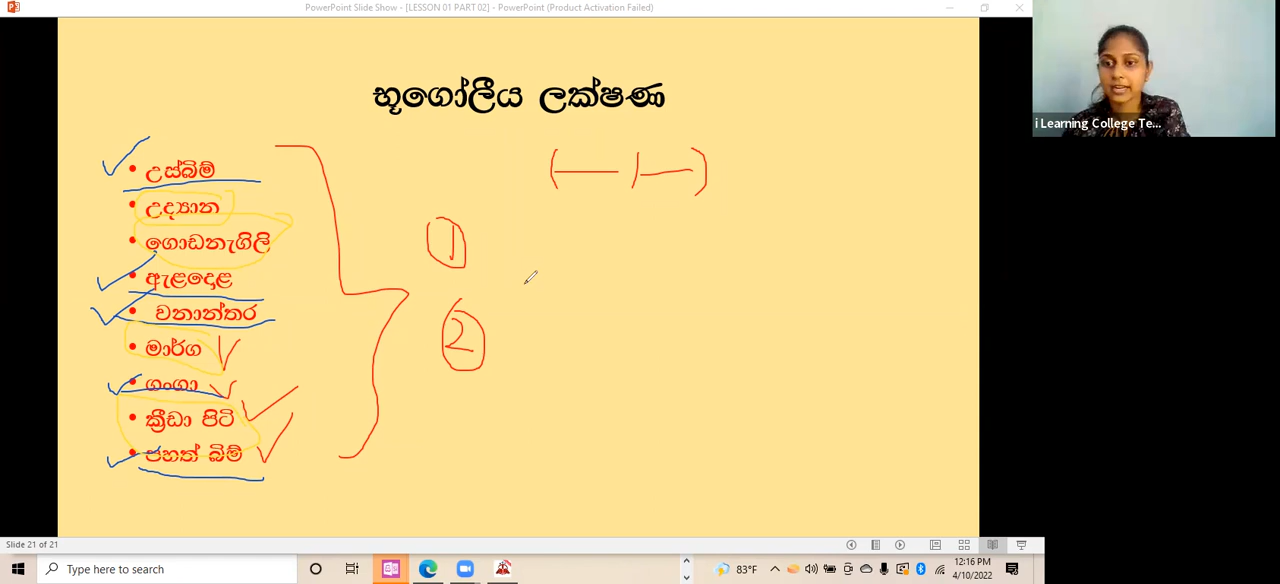 PowerPoint Slide Show - [LESSON 01 PART 02] - PowerPoint (Product Activation Failed)
භූගෝලීය ලක්ෂණ
i Learning College Te...
• උස්බිම්
• උද්‍යාන
• ගොඩනැගිලි
• ඇළදොළ
• වනාන්තර
• මාර්ග
• ගංගා
• ක්‍රීඩා පිටි
• පහත් බිම්
1
2
Slide 21 of 21
Type here to search
83°F
12:16 PM
4/10/2022